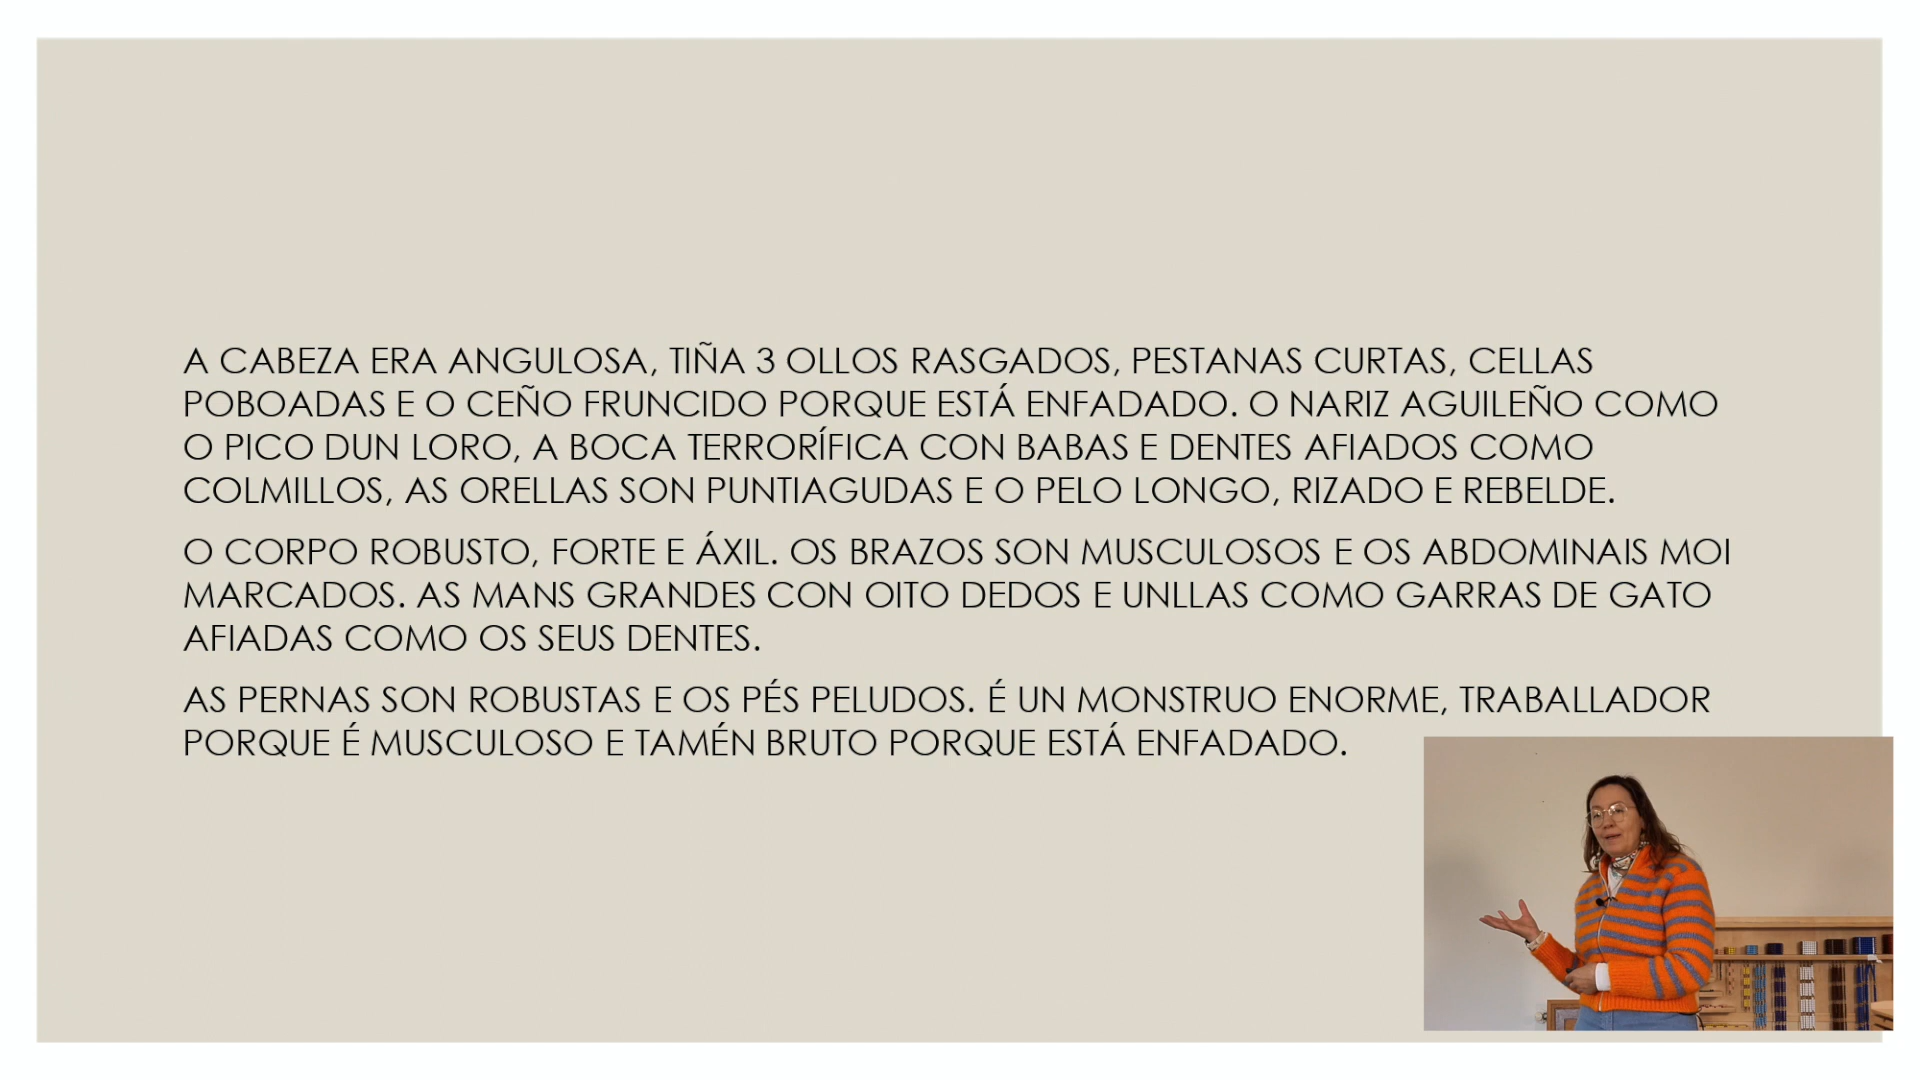 A CABEZA ERA ANGULOSA, TIÑA 3 OLLOS RASGADOS, PESTANAS CURTAS, CELLAS
POBOADAS E O CEÑO FRUNCIDO PORQUE ESTÁ ENFADADO. O NARIZ AGUILEÑO COMO
O PICO DUN LORO, A BOCA TERRORÍFICA CON BABAS E DENTES AFIADOS COMO
COLMILLOS, AS ORELLAS SON PUNTIAGUDAS E O PELO LONGO, RIZADO E REBELDE.
O CORPO ROBUSTO, FORTE E ÁXIL. OS BRAZOS SON MUSCULOSOS E OS ABDOMINAIS MOI
MARCADOS. AS MANS GRANDES CON OITO DEDOS E UNLLAS COMO GARRAS DE GATO
AFIADAS COMO OS SEUS DENTES.
AS PERNAS SON ROBUSTAS E OS PÉS PELUDOS. É UN MONSTRUO ENORME, TRABALLADOR
PORQUE É MUSCULOSO E TAMÉN BRUTO PORQUE ESTÁ ENFADADO.